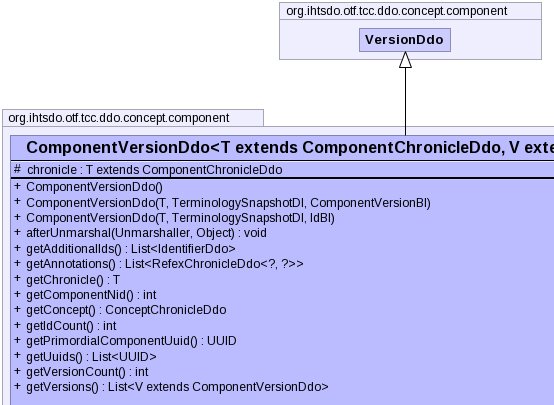 org.ihtsdo.otf.tcc.ddo.concept.component
VersionDdo
org.ihtsdo.otf.tcc.ddo.concept.component
ComponentVersionDdo<T extends ComponentChronicleDdo, V exte
# chronicle : T extends ComponentChronicleDdo
+ ComponentVersionDdo()
+ ComponentVersionDdo(T, TerminologySnapshotDI, ComponentVersionBI)
+ ComponentVersionDdo(T, TerminologySnapshotDI, IdBI)
+ afterUnmarshal(Unmarshaller, Object) : void
+ getAdditionalIds() : List<IdentifierDdo>
+ getAnnotations() : List<RefexChronicleDdo<?, ?>>
+ getChronicle() : T
+ getComponentNid() : int
+ getConcept() : ConceptChronicleDdo
+ getIdCount() : int
+ getPrimordialComponentUuid() : UUID
+ getUuids() : List<UUID>
+ getVersionCount() : int
+ getVersions() : List<V extends ComponentVersionDdo>